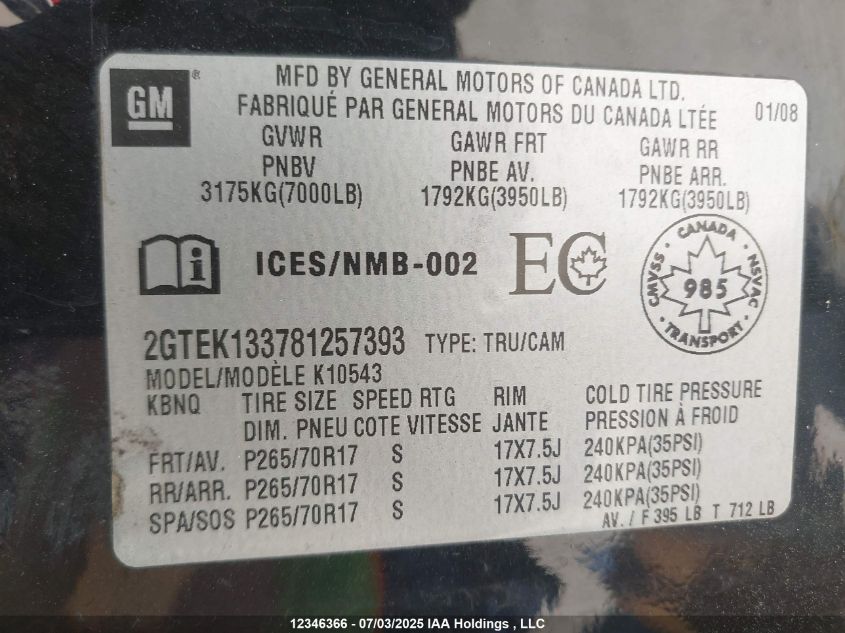 GM®
MFD BY GENERAL MOTORS OF CANADA LTD.
FABRIQUÉ PAR GENERAL MOTORS DU CANADA LTÉE
01/08
GVWR GAWR FRT GAWR RR
PNBV PNBE AV. PNBE ARR.
3175KG(7000LB) 1792KG(3950LB) 1792KG(3950LB)
i ICES/NMB-002 EC
CANADA
CMVSS 985 NSVAC
TRANSPORT
2GTEK133781257393 TYPE: TRU/CAM
MODEL/MODÈLE K10543
KBNQ TIRE SIZE SPEED RTG RIM COLD TIRE PRESSURE
DIM. PNEU COTE VITESSE JANTE PRESSION À FROID
FRT/AV. P265/70R17 S 17X7.5J 240KPA(35PSI)
RR/ARR. P265/70R17 S 17X7.5J 240KPA(35PSI)
SPA/SOS P265/70R17 S 17X7.5J 240KPA(35PSI)
AV. / F 395 LB T 712 LB
12346366 - 07/03/2025 IAA Holdings , LLC